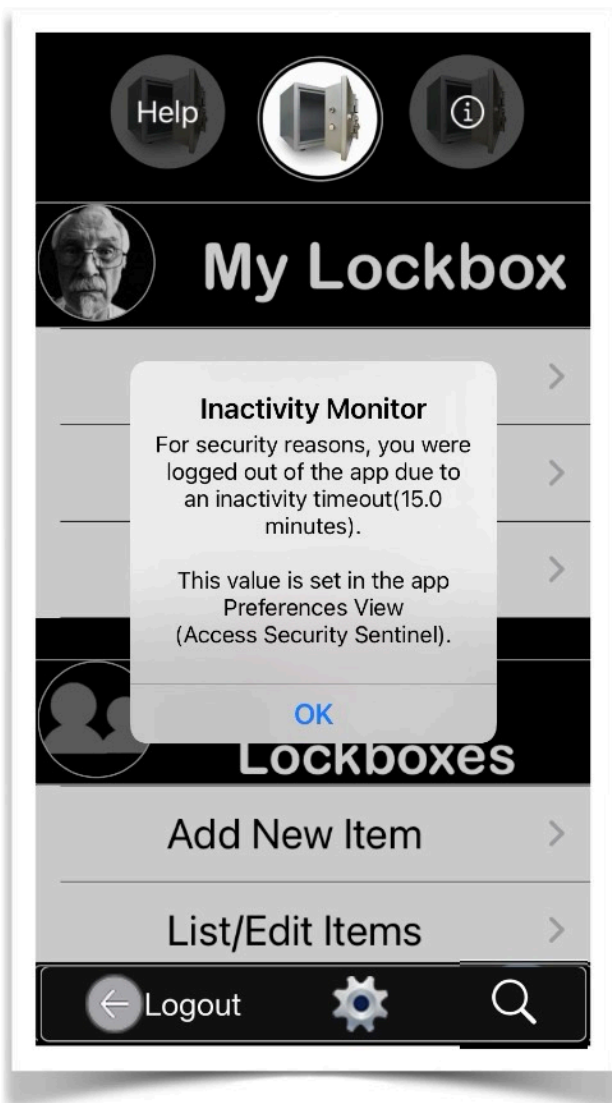 Help
My Lockbox
Inactivity Monitor
For security reasons, you were
logged out of the app due to
an inactivity timeout(15.0
minutes).
This value is set in the app
Preferences View
(Access Security Sentinel).
OK
Lockboxes
Add New Item
List/Edit Items
Logout